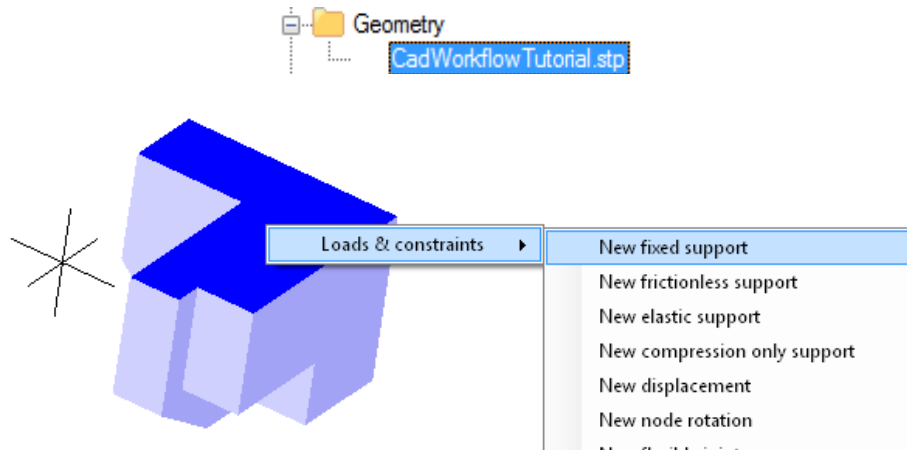 Geometry
CadWorkflowTutorial.stp
Loads & constraints
New fixed support
New frictionless support
New elastic support
New compression only support
New displacement
New node rotation